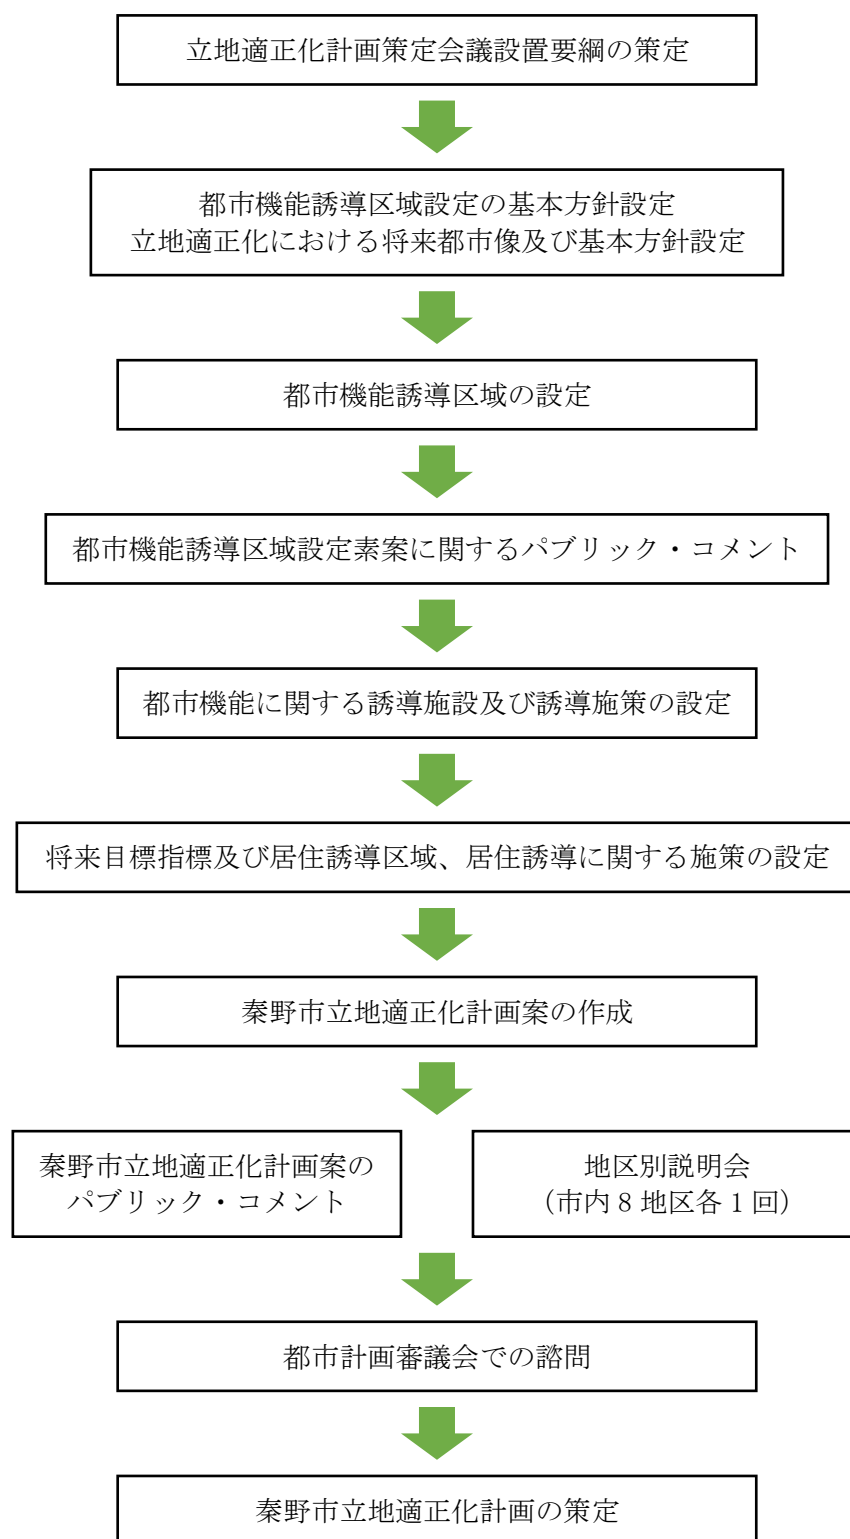 立地適正化計画策定会議設置要綱の策定
都市機能誘導区域設定の基本方針設定
立地適正化における将来都市像及び基本方針設定
都市機能誘導区域の設定
都市機能誘導区域設定素案に関するパブリック・コメント
都市機能に関する誘導施設及び誘導施策の設定
将来目標指標及び居住誘導区域、居住誘導に関する施策の設定
秦野市立地適正化計画案の作成
秦野市立地適正化計画案の
パブリック・コメント
地区別説明会
（市内８地区各１回）
都市計画審議会での諮問
秦野市立地適正化計画の策定